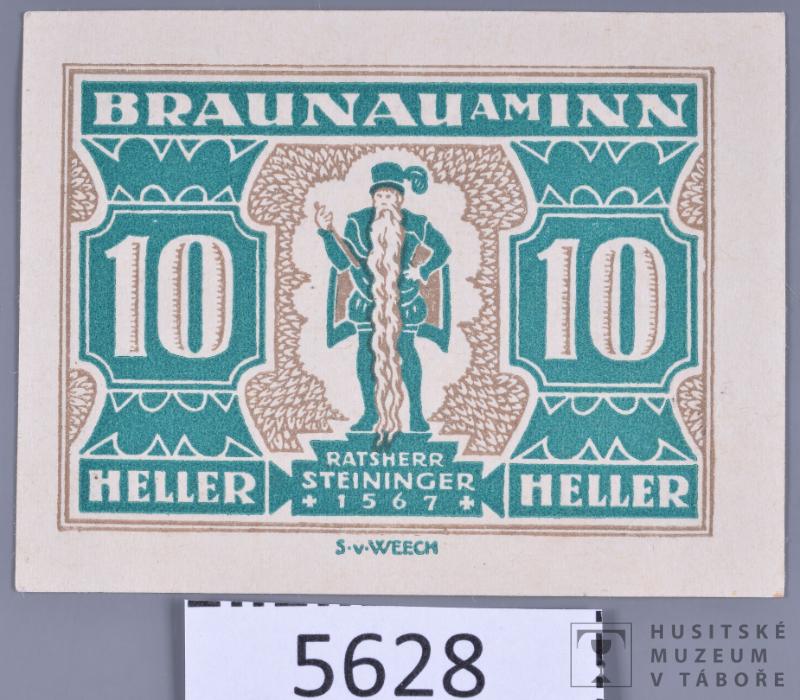 BRAUNAU AM INN
10
10
HELLER
RATSHERR
STEININGER
+ 1567 +
HELLER
S·v·WEECH
5628
HUSITSKÉ
MUZEUM
V TÁBOŘE